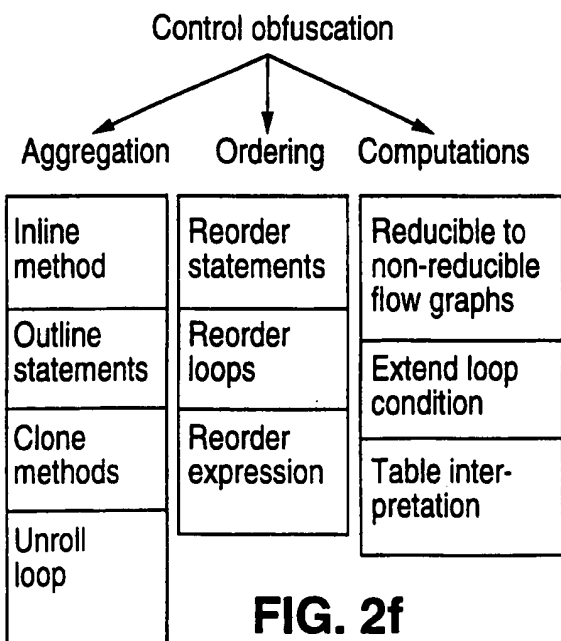 Control obfuscation
Aggregation
Ordering
Computations
Inline
method
Outline
statements
Clone
methods
Unroll
loop
Reorder
statements
Reorder
loops
Reorder
expression
Reducible to
non-reducible
flow graphs
Extend loop
condition
Table inter-
pretation
FIG. 2f